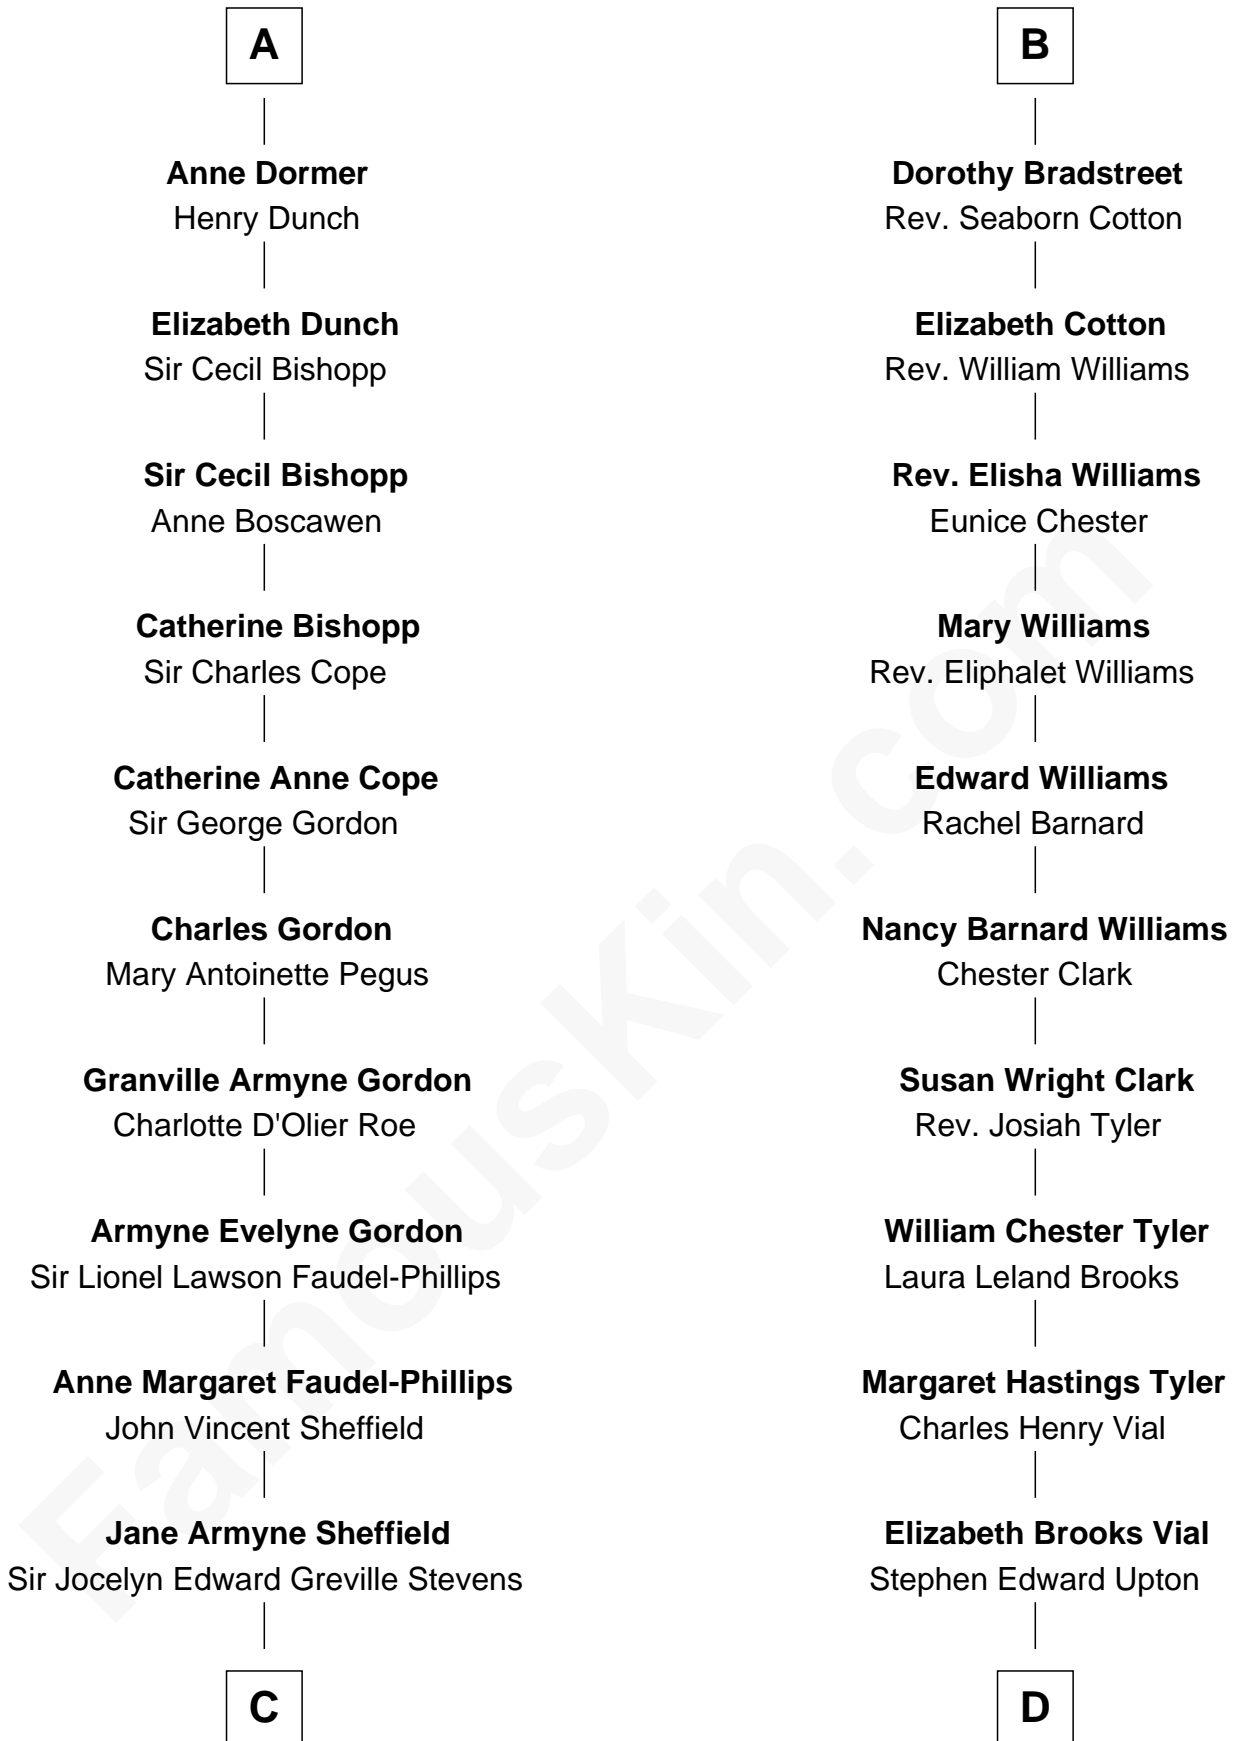 A
Anne Dormer
Henry Dunch
Elizabeth Dunch
Sir Cecil Bishopp
Sir Cecil Bishopp
Anne Boscawen
Catherine Bishopp
Sir Charles Cope
Catherine Anne Cope
Sir George Gordon
Charles Gordon
Mary Antoinette Pegus
Granville Armyne Gordon
Charlotte D'Olier Roe
Armyne Evelyne Gordon
Sir Lionel Lawson Faudel-Phillips
Anne Margaret Faudel-Phillips
John Vincent Sheffield
Jane Armyne Sheffield
Sir Jocelyn Edward Greville Stevens
C
B
Dorothy Bradstreet
Rev. Seaborn Cotton
Elizabeth Cotton
Rev. William Williams
Rev. Elisha Williams
Eunice Chester
Mary Williams
Rev. Eliphalet Williams
Edward Williams
Rachel Barnard
Nancy Barnard Williams
Chester Clark
Susan Wright Clark
Rev. Josiah Tyler
William Chester Tyler
Laura Leland Brooks
Margaret Hastings Tyler
Charles Henry Vial
Elizabeth Brooks Vial
Stephen Edward Upton
D
FamousKin.com